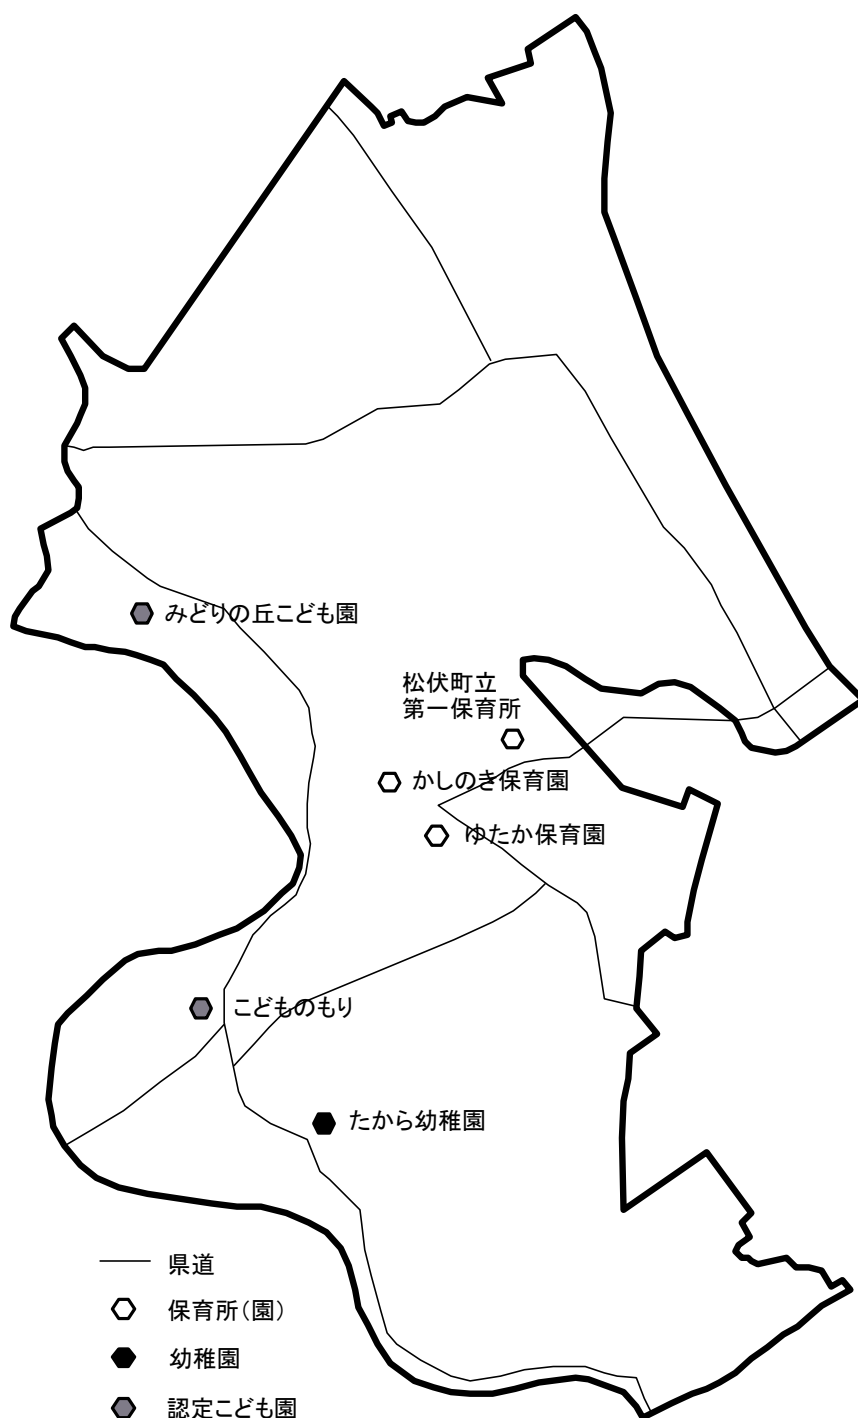 みどりの丘こども園
松伏町立
第一保育所
かしのき保育園
ゆたか保育園
こどものもり
たから幼稚園
県道
保育所(園)
幼稚園
認定こども園